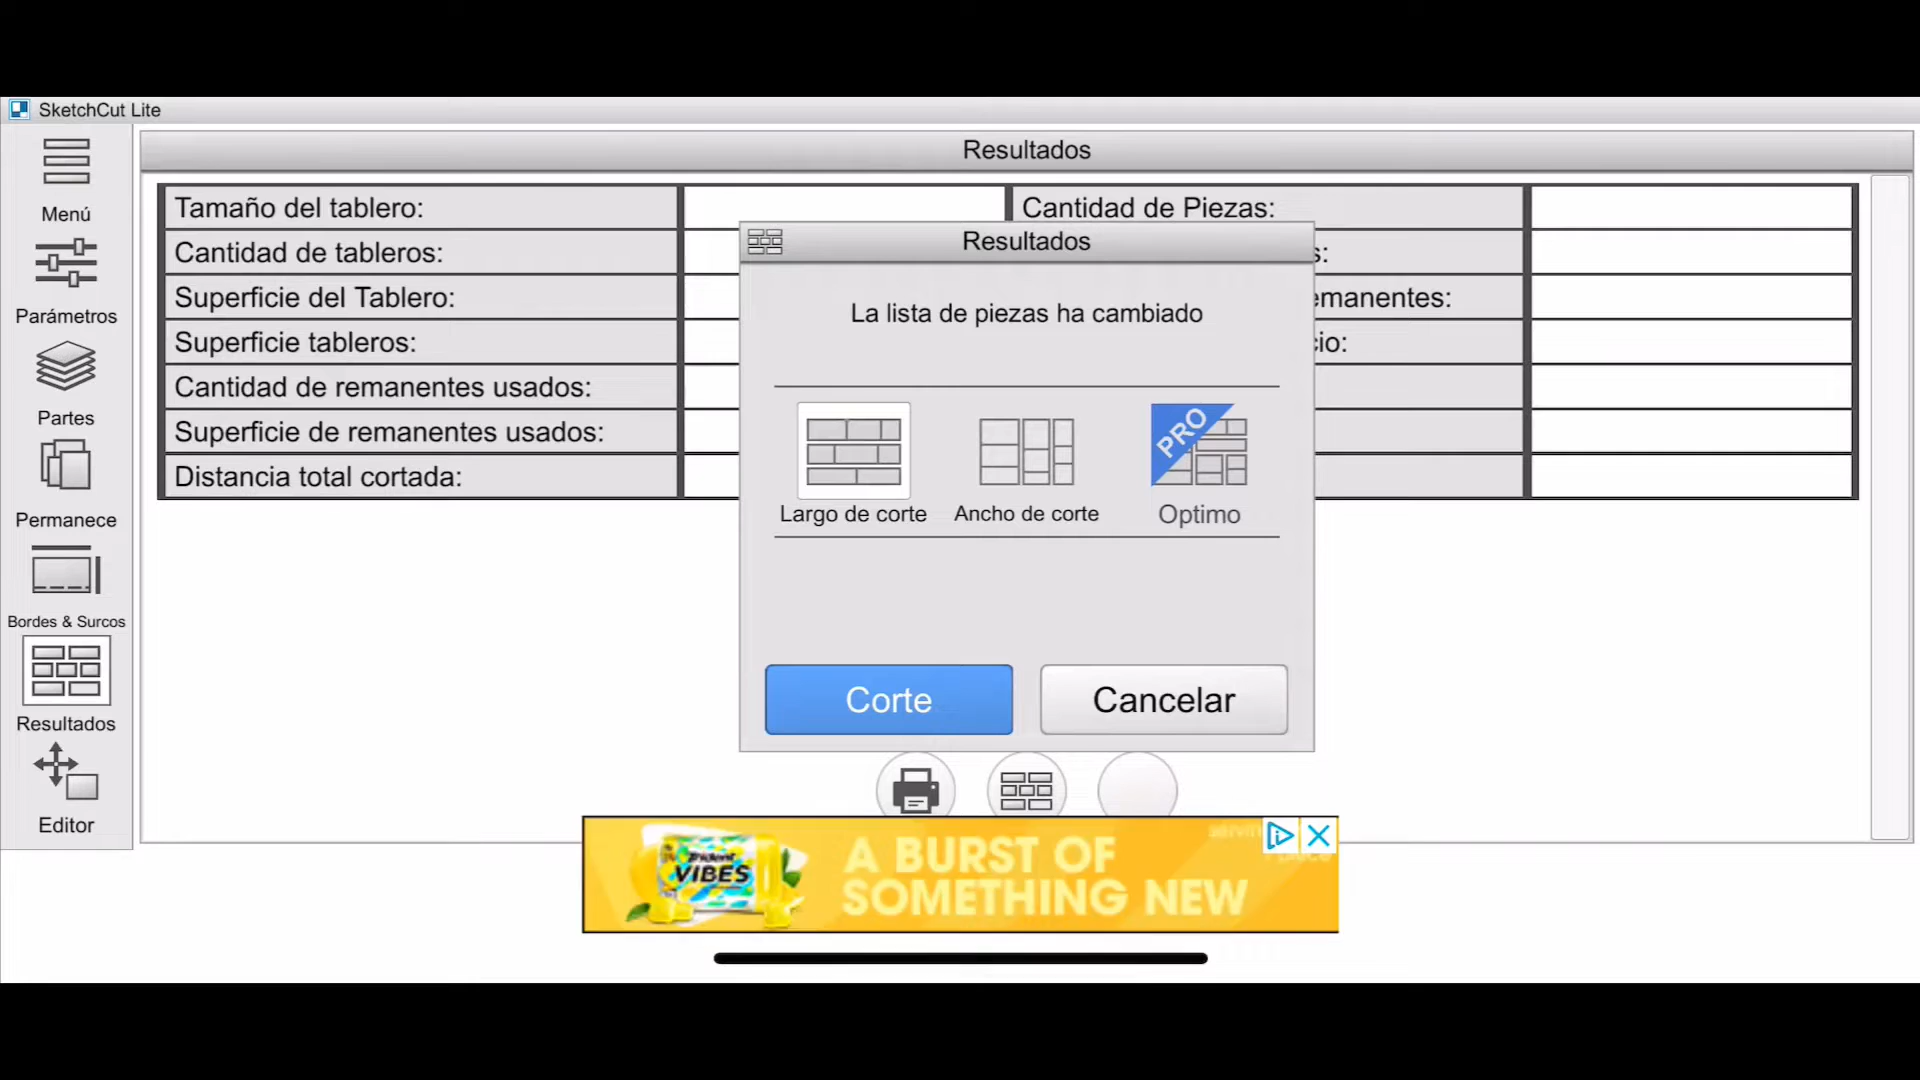 SketchCut Lite
Resultados
Menú
Parámetros
Partes
Permanece
Bordes & Surcos
Resultados
Editor
Tamaño del tablero:
Cantidad de Piezas:
Cantidad de tableros:
s:
Superficie del Tablero:
emanentes:
Superficie tableros:
cio:
Cantidad de remanentes usados:
Superficie de remanentes usados:
Distancia total cortada:
Resultados
La lista de piezas ha cambiado
PRO
Largo de corte
Ancho de corte
Optimo
Corte
Cancelar
Trident
VIBES
A BURST OF
SOMETHING NEW